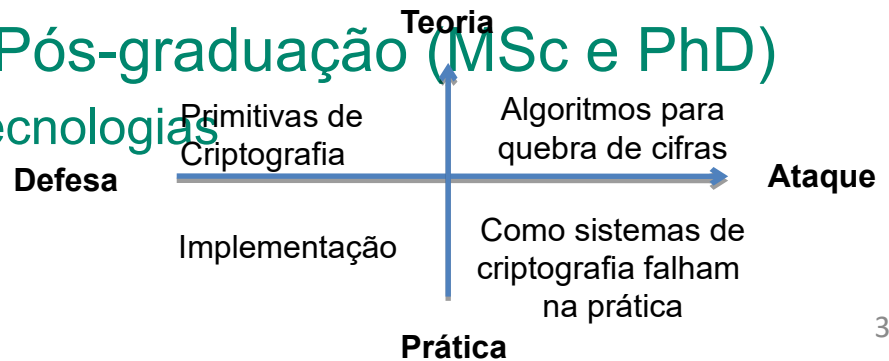 Teoria
Pós-graduação (MSc e PhD)
ecnologias
Primitivas de
Criptografia
Algoritmos para
quebra de cifras
Defesa
Ataque
Implementação
Como sistemas de
criptografia falham
na prática
3
Prática